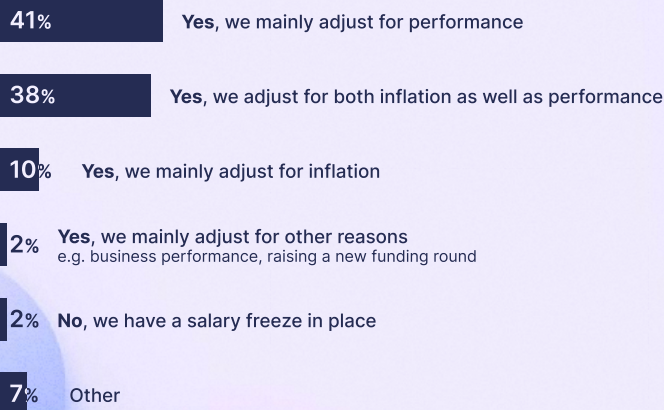 41% Yes, we mainly adjust for performance
38% Yes, we adjust for both inflation as well as performance
10% Yes, we mainly adjust for inflation
2% Yes, we mainly adjust for other reasons
e.g. business performance, raising a new funding round
2% No, we have a salary freeze in place
7% Other